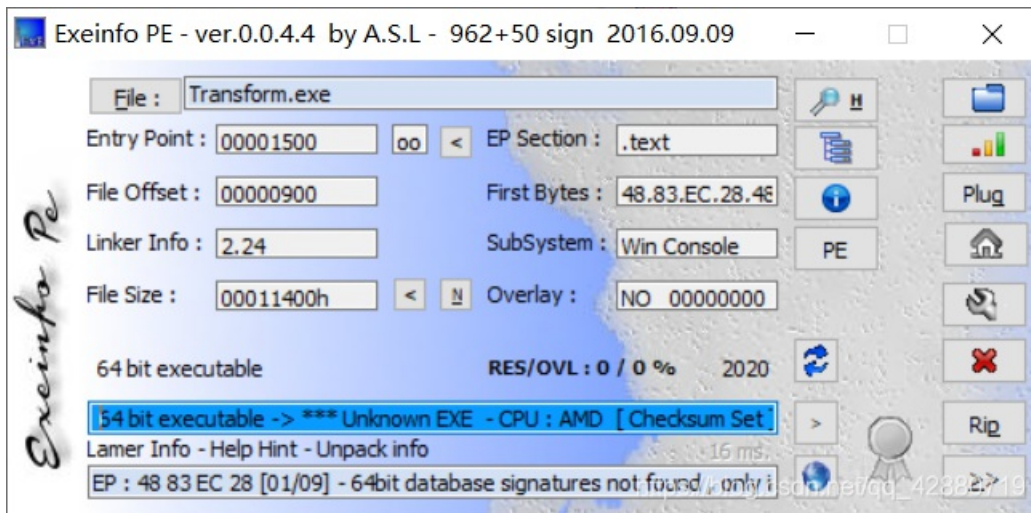 Exeinfo PE - ver.0.0.4.4 by A.S.L - 962+50 sign 2016.09.09
File : Transform.exe
H
Entry Point : 00001500 oo < EP Section : .text
File Offset : 00000900 First Bytes : 48.83.EC.28.48
Plug
Linker Info : 2.24 SubSystem : Win Console
PE
File Size : 00011400h < N Overlay : NO 00000000
64 bit executable RES/OVL : 0 / 0 % 2020
64 bit executable -> *** Unknown EXE - CPU : AMD [ Checksum Set ]
> Rip
Lamer Info - Help Hint - Unpack info 16 ms.
EP : 48 83 EC 28 [01/09] - 64bit database signatures not found , only i
>>
Exeinfo Pe